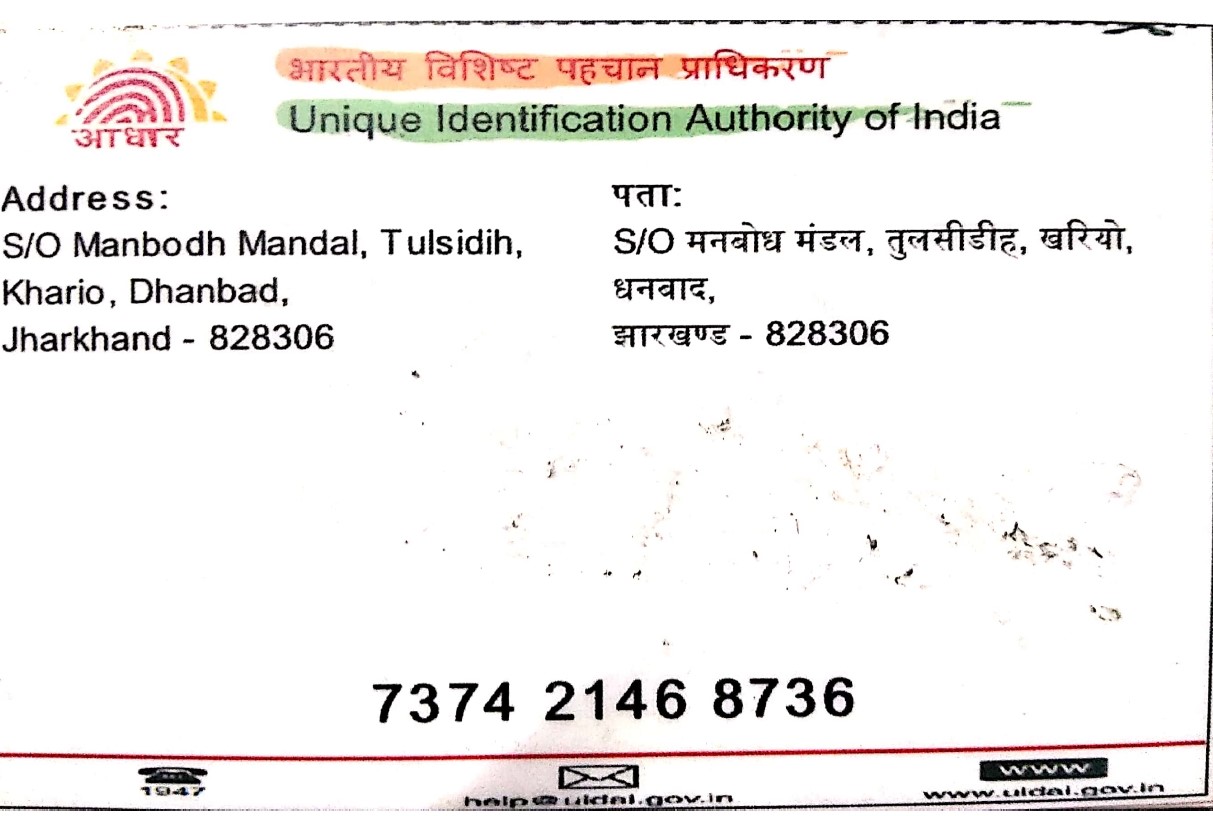 भारतीय विशिष्ट पहचान प्राधिकरण
Unique Identification Authority of India
आधार
Address:
S/O Manbodh Mandal, Tulsidih,
Khario, Dhanbad,
Jharkhand - 828306
पता:
S/O मनबोध मंडल, तुलसीडीह, खरियो,
धनबाद,
झारखण्ड - 828306
7374 2146 8736
1947
help@uidai.gov.in
www
www.uidai.gov.in